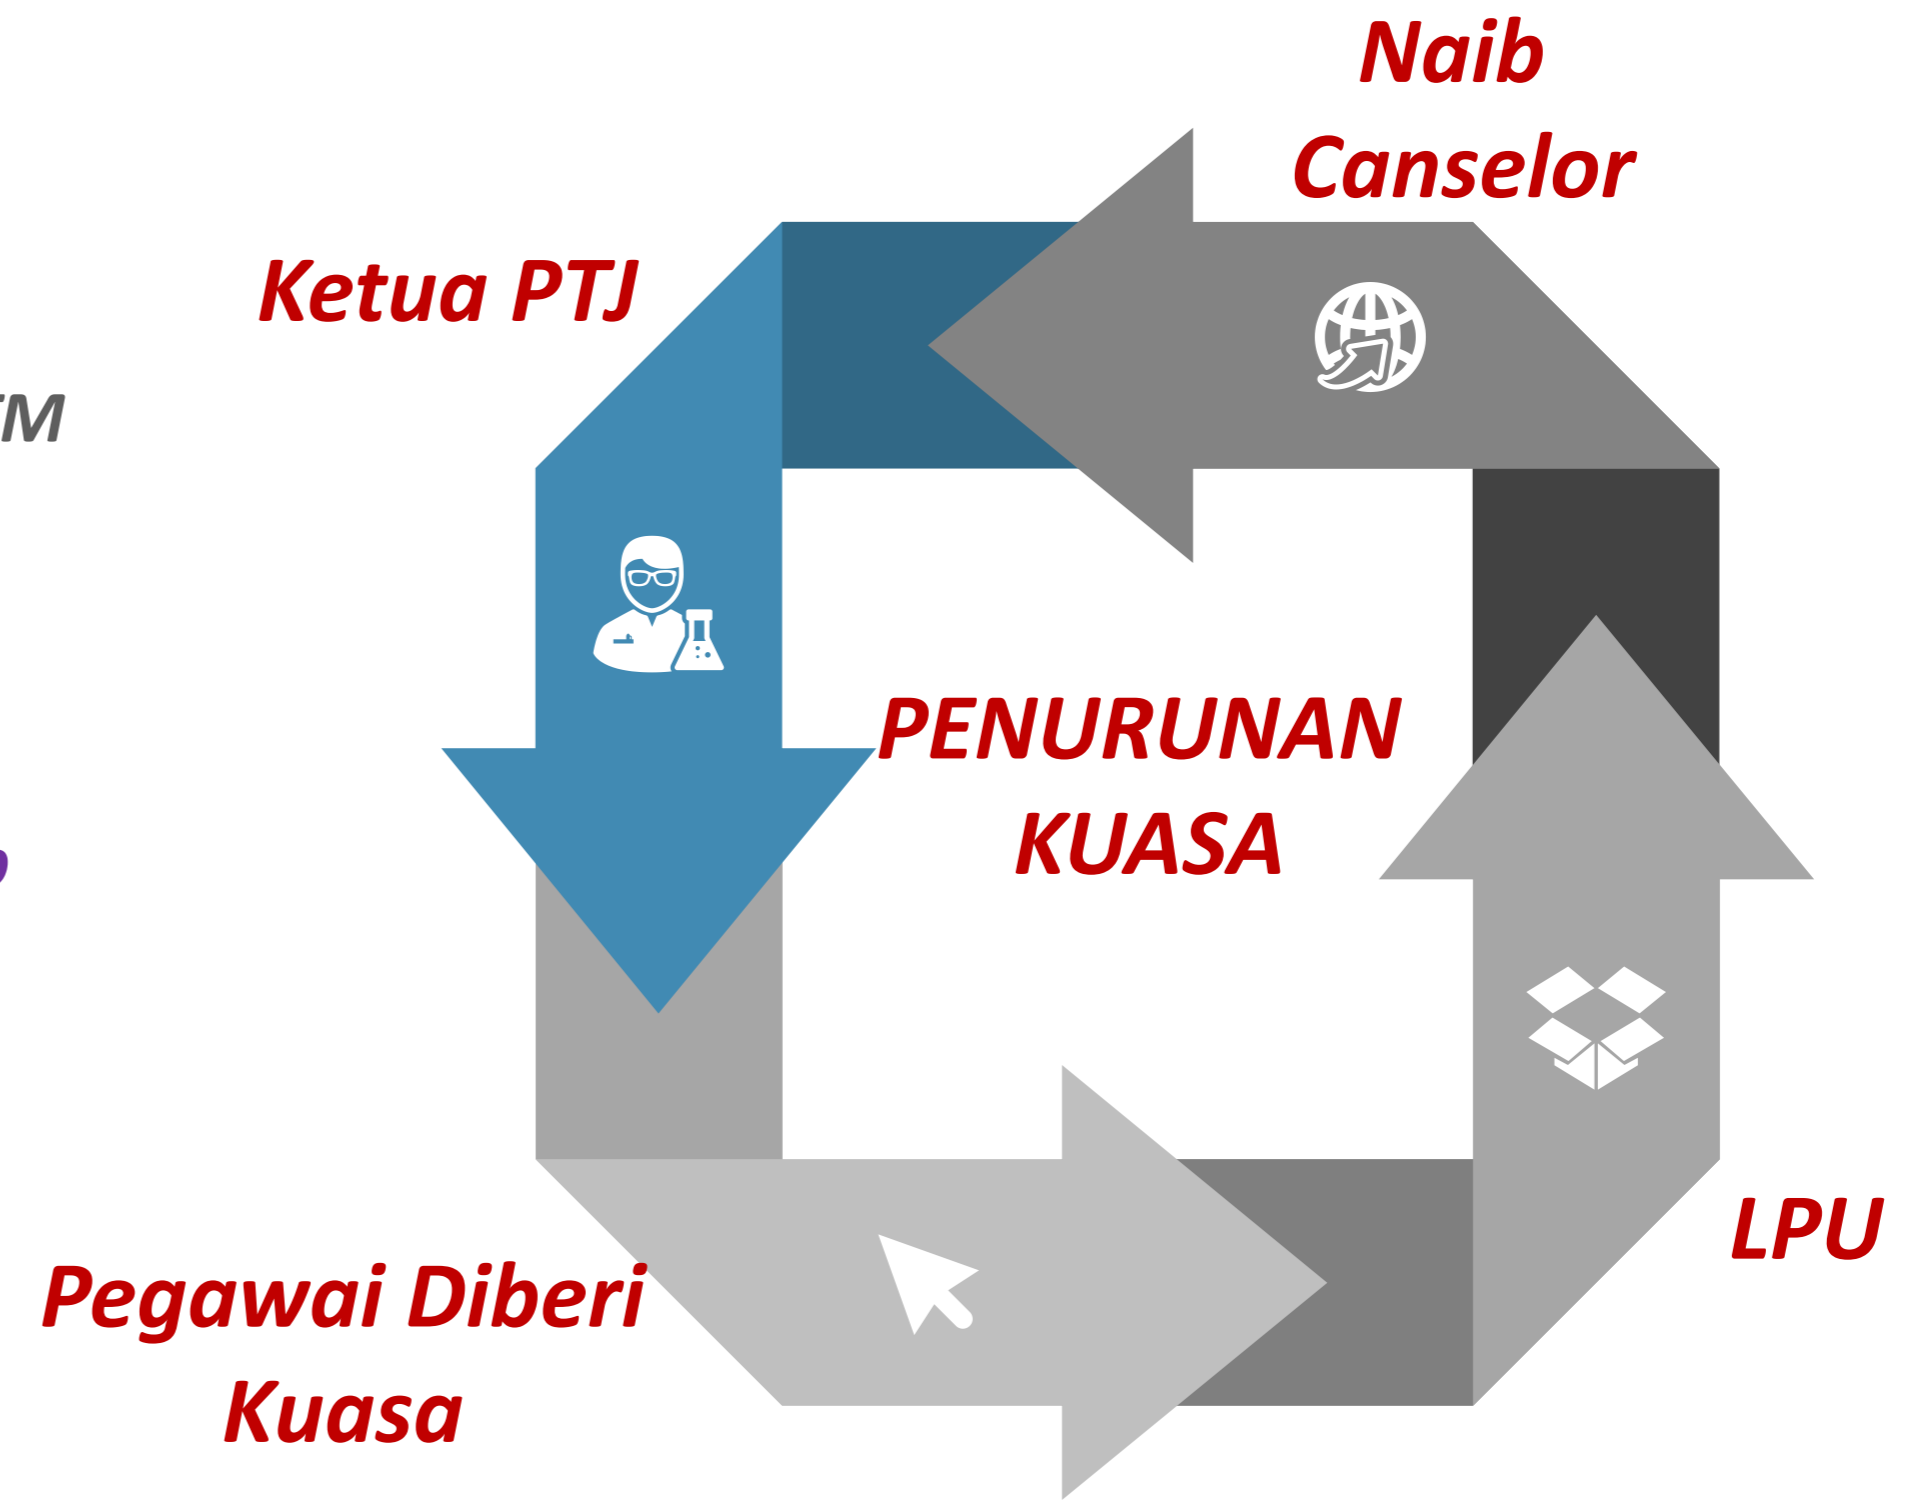 Naib
Canselor
Ketua PTJ
PENURUNAN
KUASA
LPU
Pegawai Diberi
Kuasa